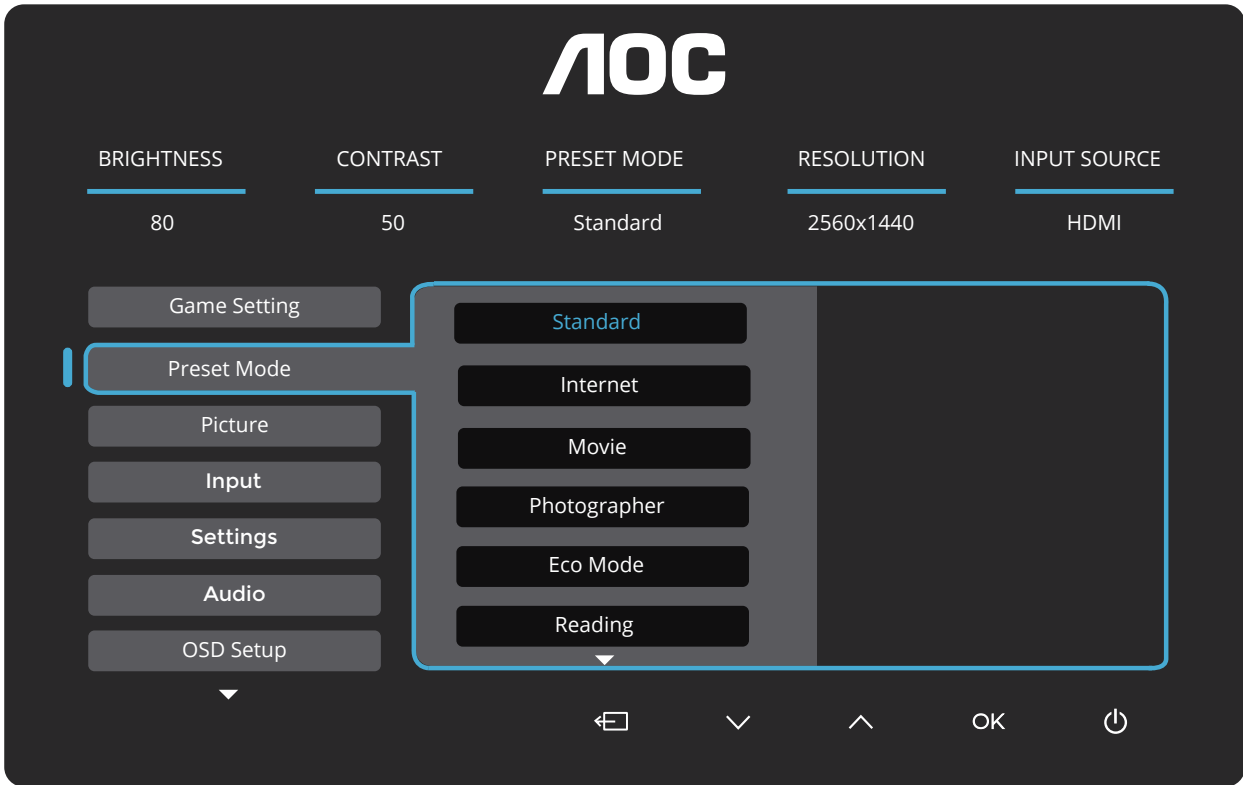 AOC
BRIGHTNESS CONTRAST PRESET MODE RESOLUTION INPUT SOURCE
80 50 Standard 2560x1440 HDMI
Game Setting
Preset Mode
Picture
Input
Settings
Audio
OSD Setup
Standard
Internet
Movie
Photographer
Eco Mode
Reading
OK